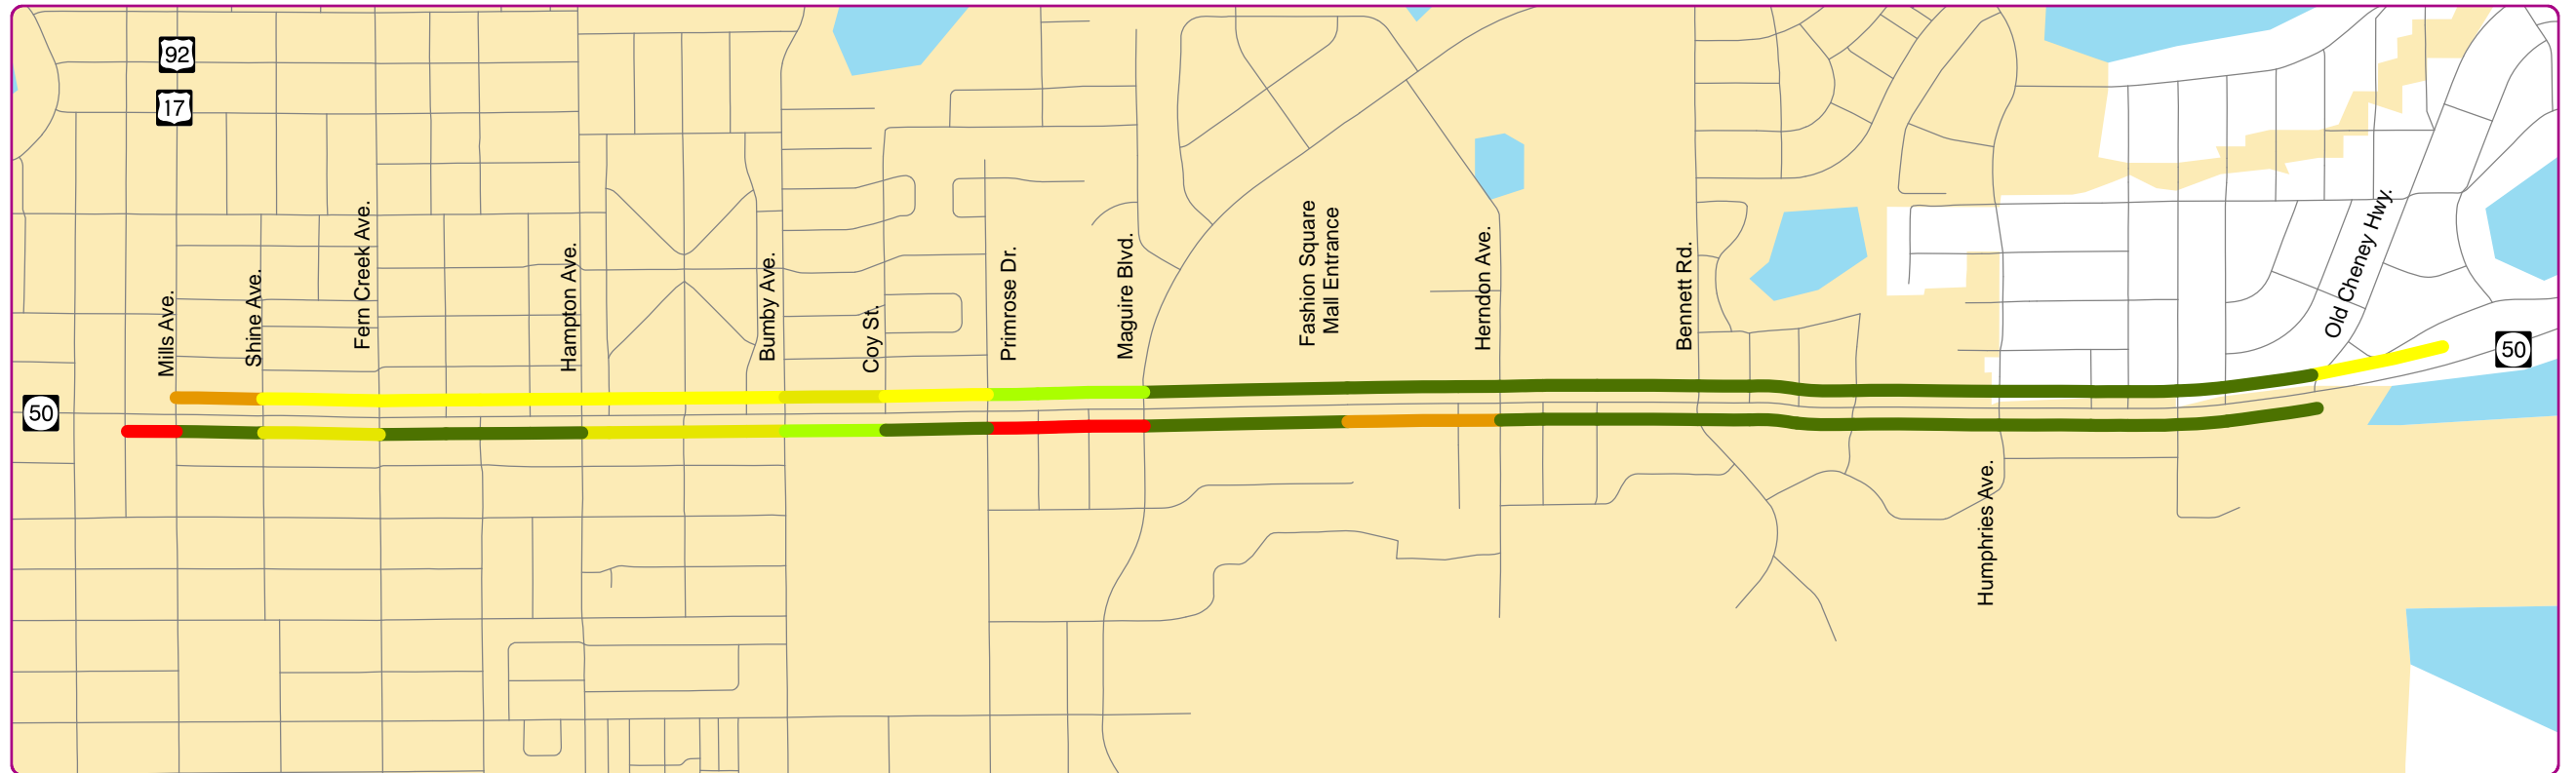 92
17
Mills Ave.
Shine Ave.
Fern Creek Ave.
Hampton Ave.
Bumby Ave.
Coy St.
Primrose Dr.
Maguire Blvd.
Fashion Square
Mall Entrance
Herndon Ave.
Bennett Rd.
Humphries Ave.
Old Cheney Hwy.
50
50